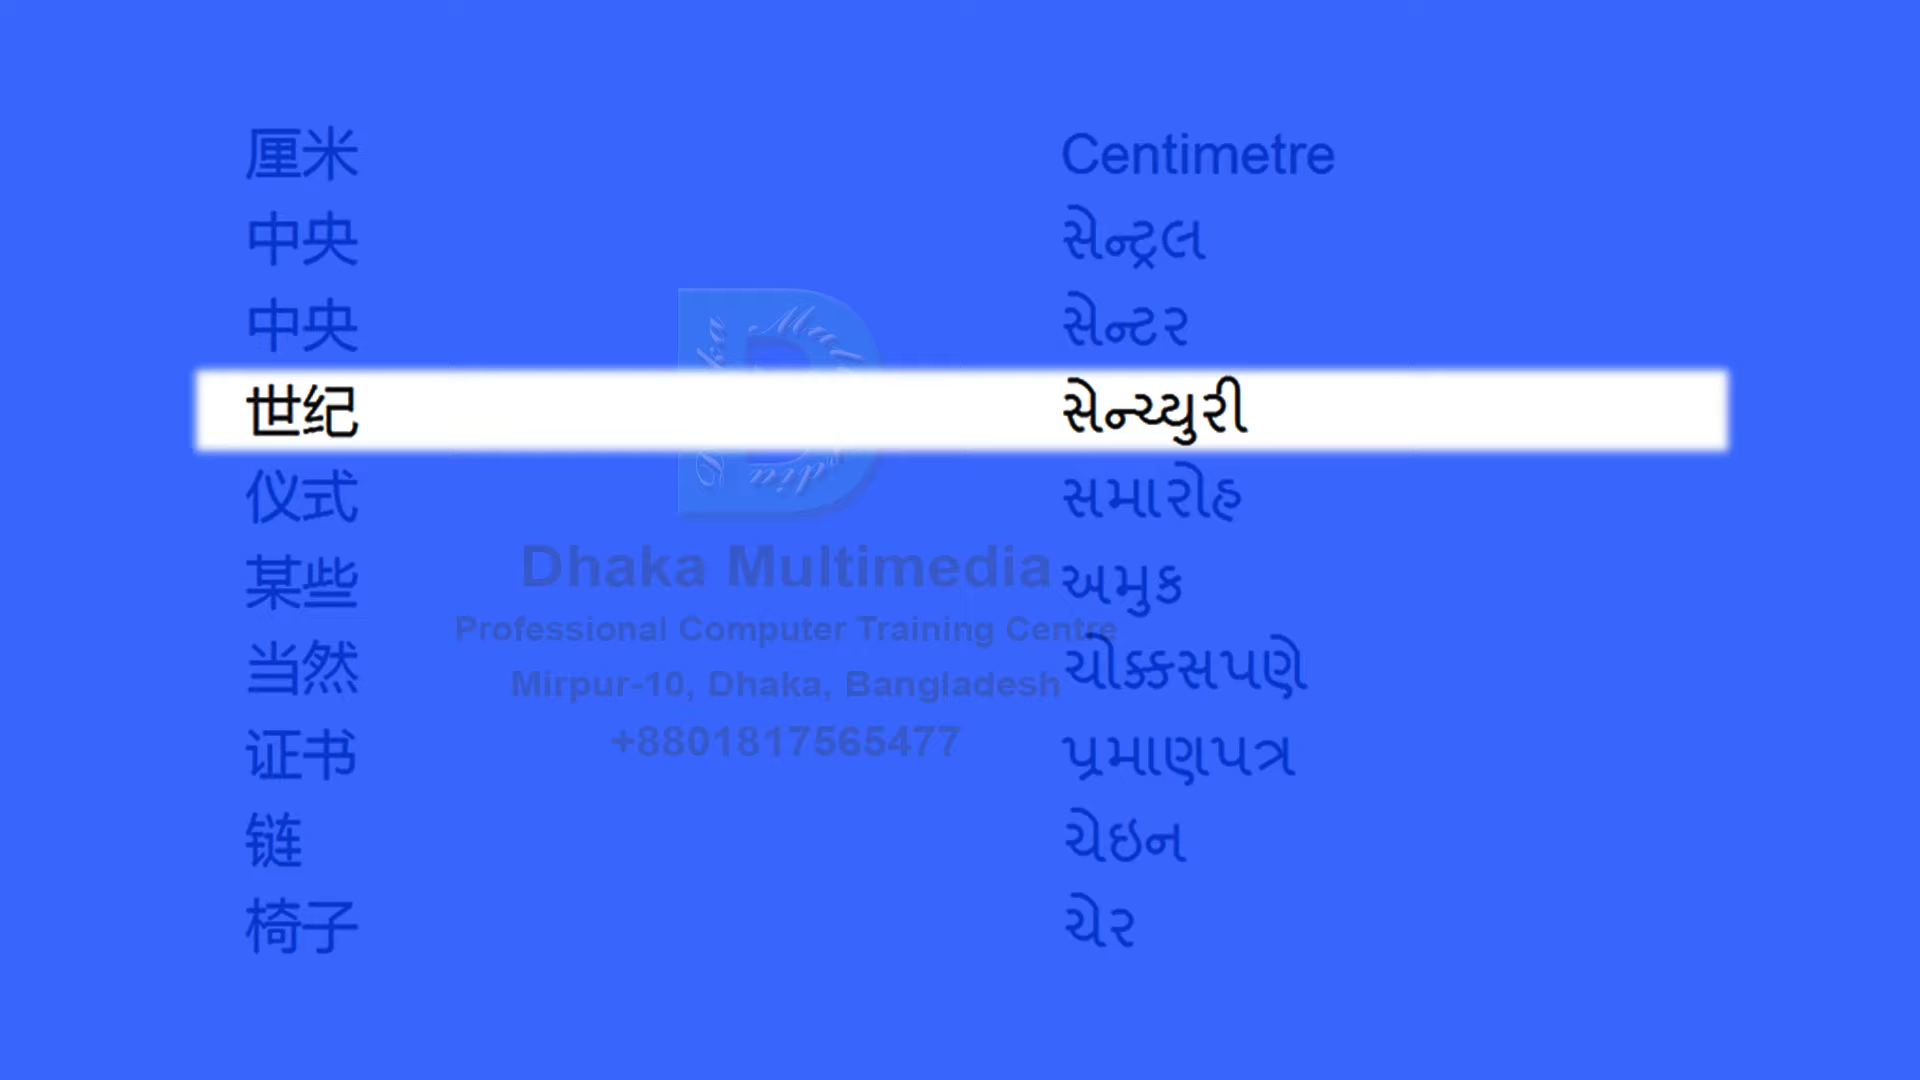 厘米 Centimetre
中央 સેન્ટ્રલ
中央 સેન્ટર
世纪 સેન્ચ્યુરી
仪式 સમારોહ
某些 અમુક
当然 ચોક્કસપણે
证书 પ્રમાણપત્ર
链 ચેઇન
椅子 ચેર
Dhaka Multimedia
Professional Computer Training Centre
Mirpur-10, Dhaka, Bangladesh
+8801817565477